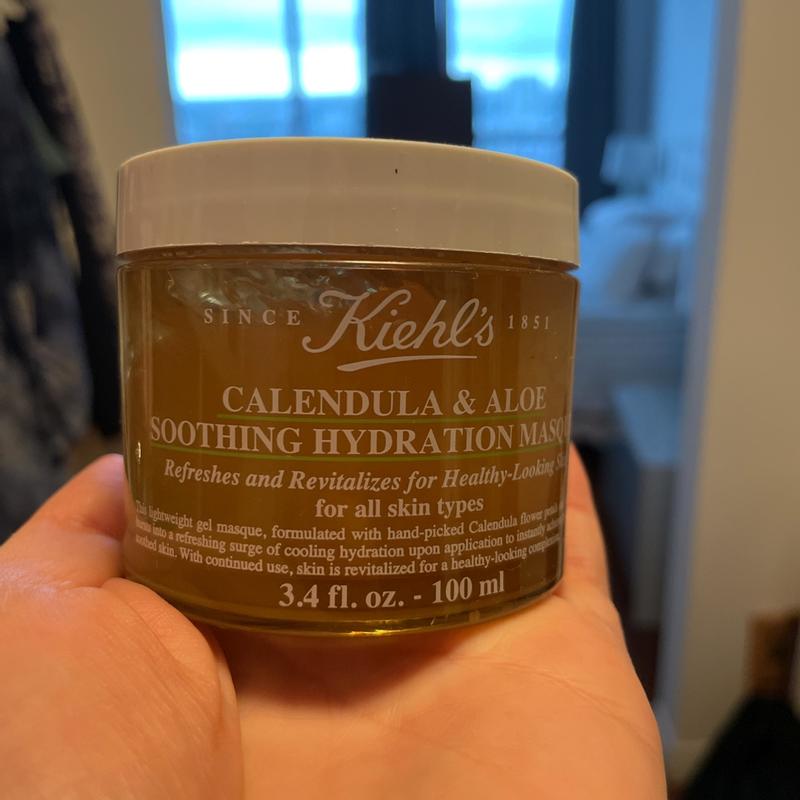 SINCE Kiehl's 1851
CALENDULA & ALOE
SOOTHING HYDRATION
Refreshes and Revitalizes for Healthy-Looking
for all skin types
This lightweight gel masque, formulated with hand-picked Calendula flower petals
bursts into a refreshing surge of cooling hydration upon application to instantly
soothed skin. With continued use, skin is revitalized for a healthy-looking
3.4 fl. oz. - 100 ml